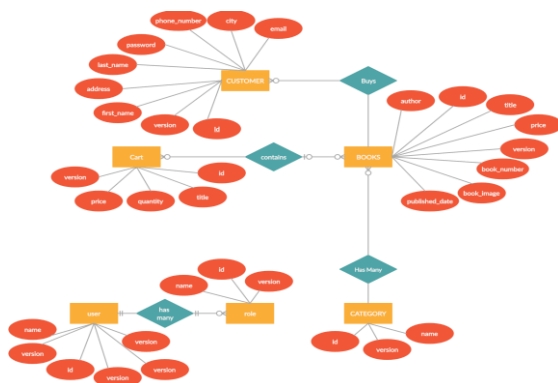 phone_number
city
email
password
last_name
address
first_name
version
id
CUSTOMER
Buys
author
id
title
price
version
book_number
book_image
published_date
BOOKS
contains
Cart
version
price
quantity
title
id
Has Many
CATEGORY
id
version
name
id
name
version
role
has
many
user
name
version
id
version
version
version